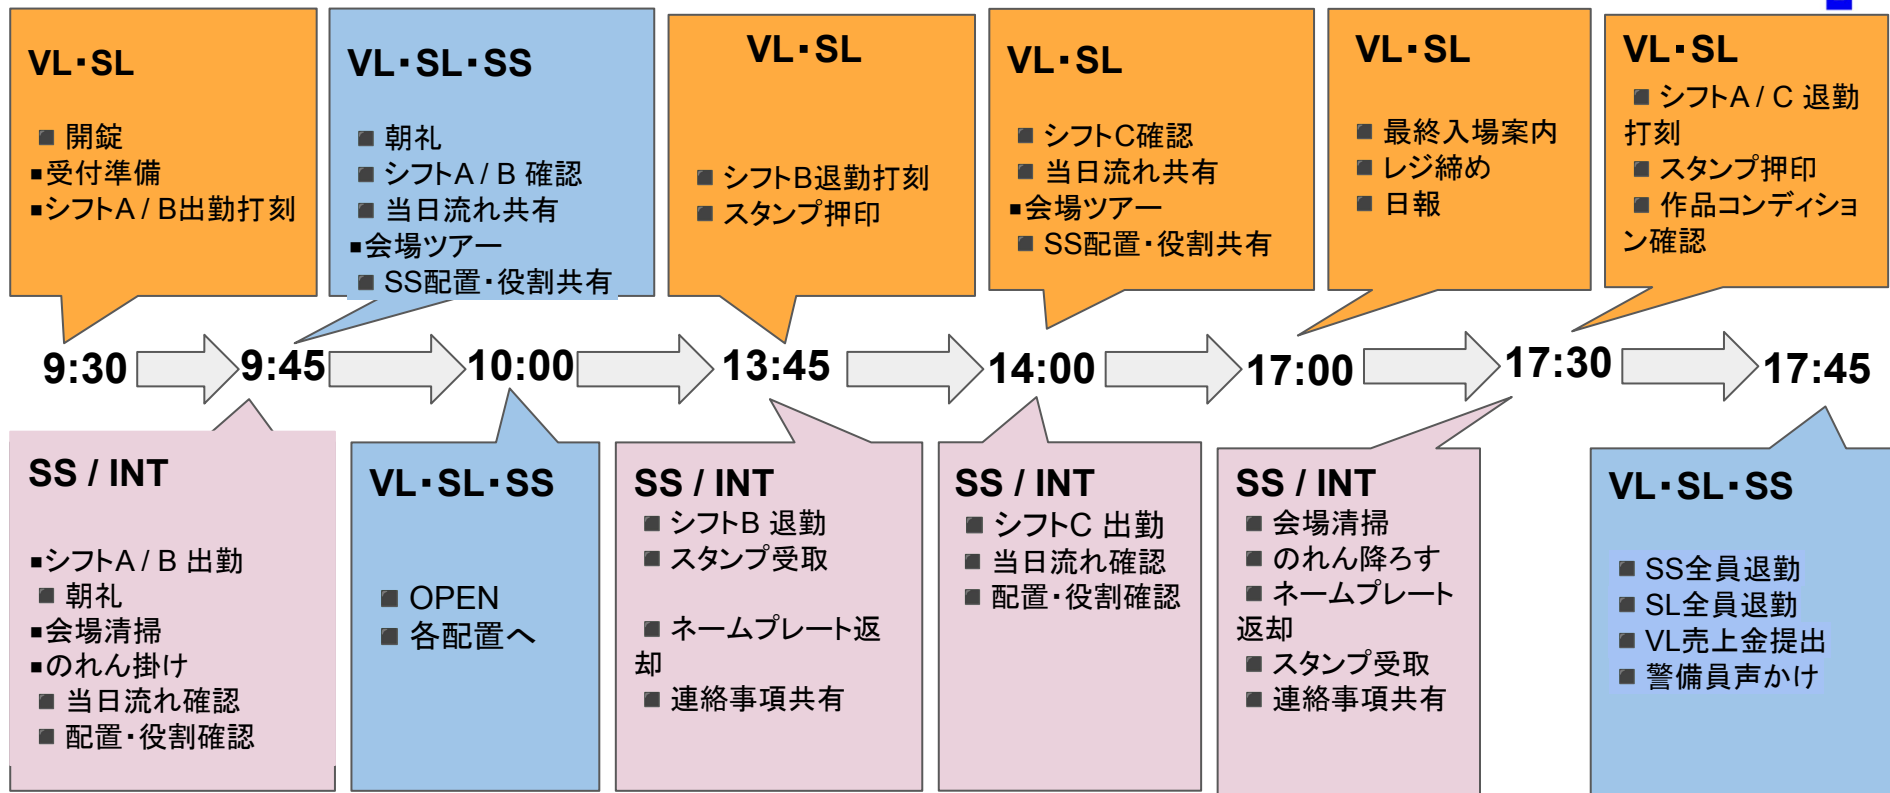 VL・SL
■ 開錠
■受付準備
■シフトA / B出勤打刻
VL・SL・SS
■ 朝礼
■ シフトA / B 確認
■ 当日流れ共有
■会場ツアー
■ SS配置・役割共有
VL・SL
■ シフトB退勤打刻
■ スタンプ押印
VL・SL
■ シフトC確認
■ 当日流れ共有
■会場ツアー
■ SS配置・役割共有
VL・SL
■ 最終入場案内
■ レジ締め
■ 日報
VL・SL
■ シフトA / C 退勤
打刻
■ スタンプ押印
■ 作品コンディショ
ン確認
9:30
9:45
10:00
13:45
14:00
17:00
17:30
17:45
SS / INT
■シフトA / B 出勤
■ 朝礼
■会場清掃
■のれん掛け
■ 当日流れ確認
■ 配置・役割確認
VL・SL・SS
■ OPEN
■ 各配置へ
SS / INT
■ シフトB 退勤
■ スタンプ受取
■ ネームプレート返
却
■ 連絡事項共有
SS / INT
■ シフトC 出勤
■ 当日流れ確認
■ 配置・役割確認
SS / INT
■ 会場清掃
■ のれん降ろす
■ ネームプレート
返却
■ スタンプ受取
■ 連絡事項共有
VL・SL・SS
■ SS全員退勤
■ SL全員退勤
■ VL売上金提出
■ 警備員声かけ